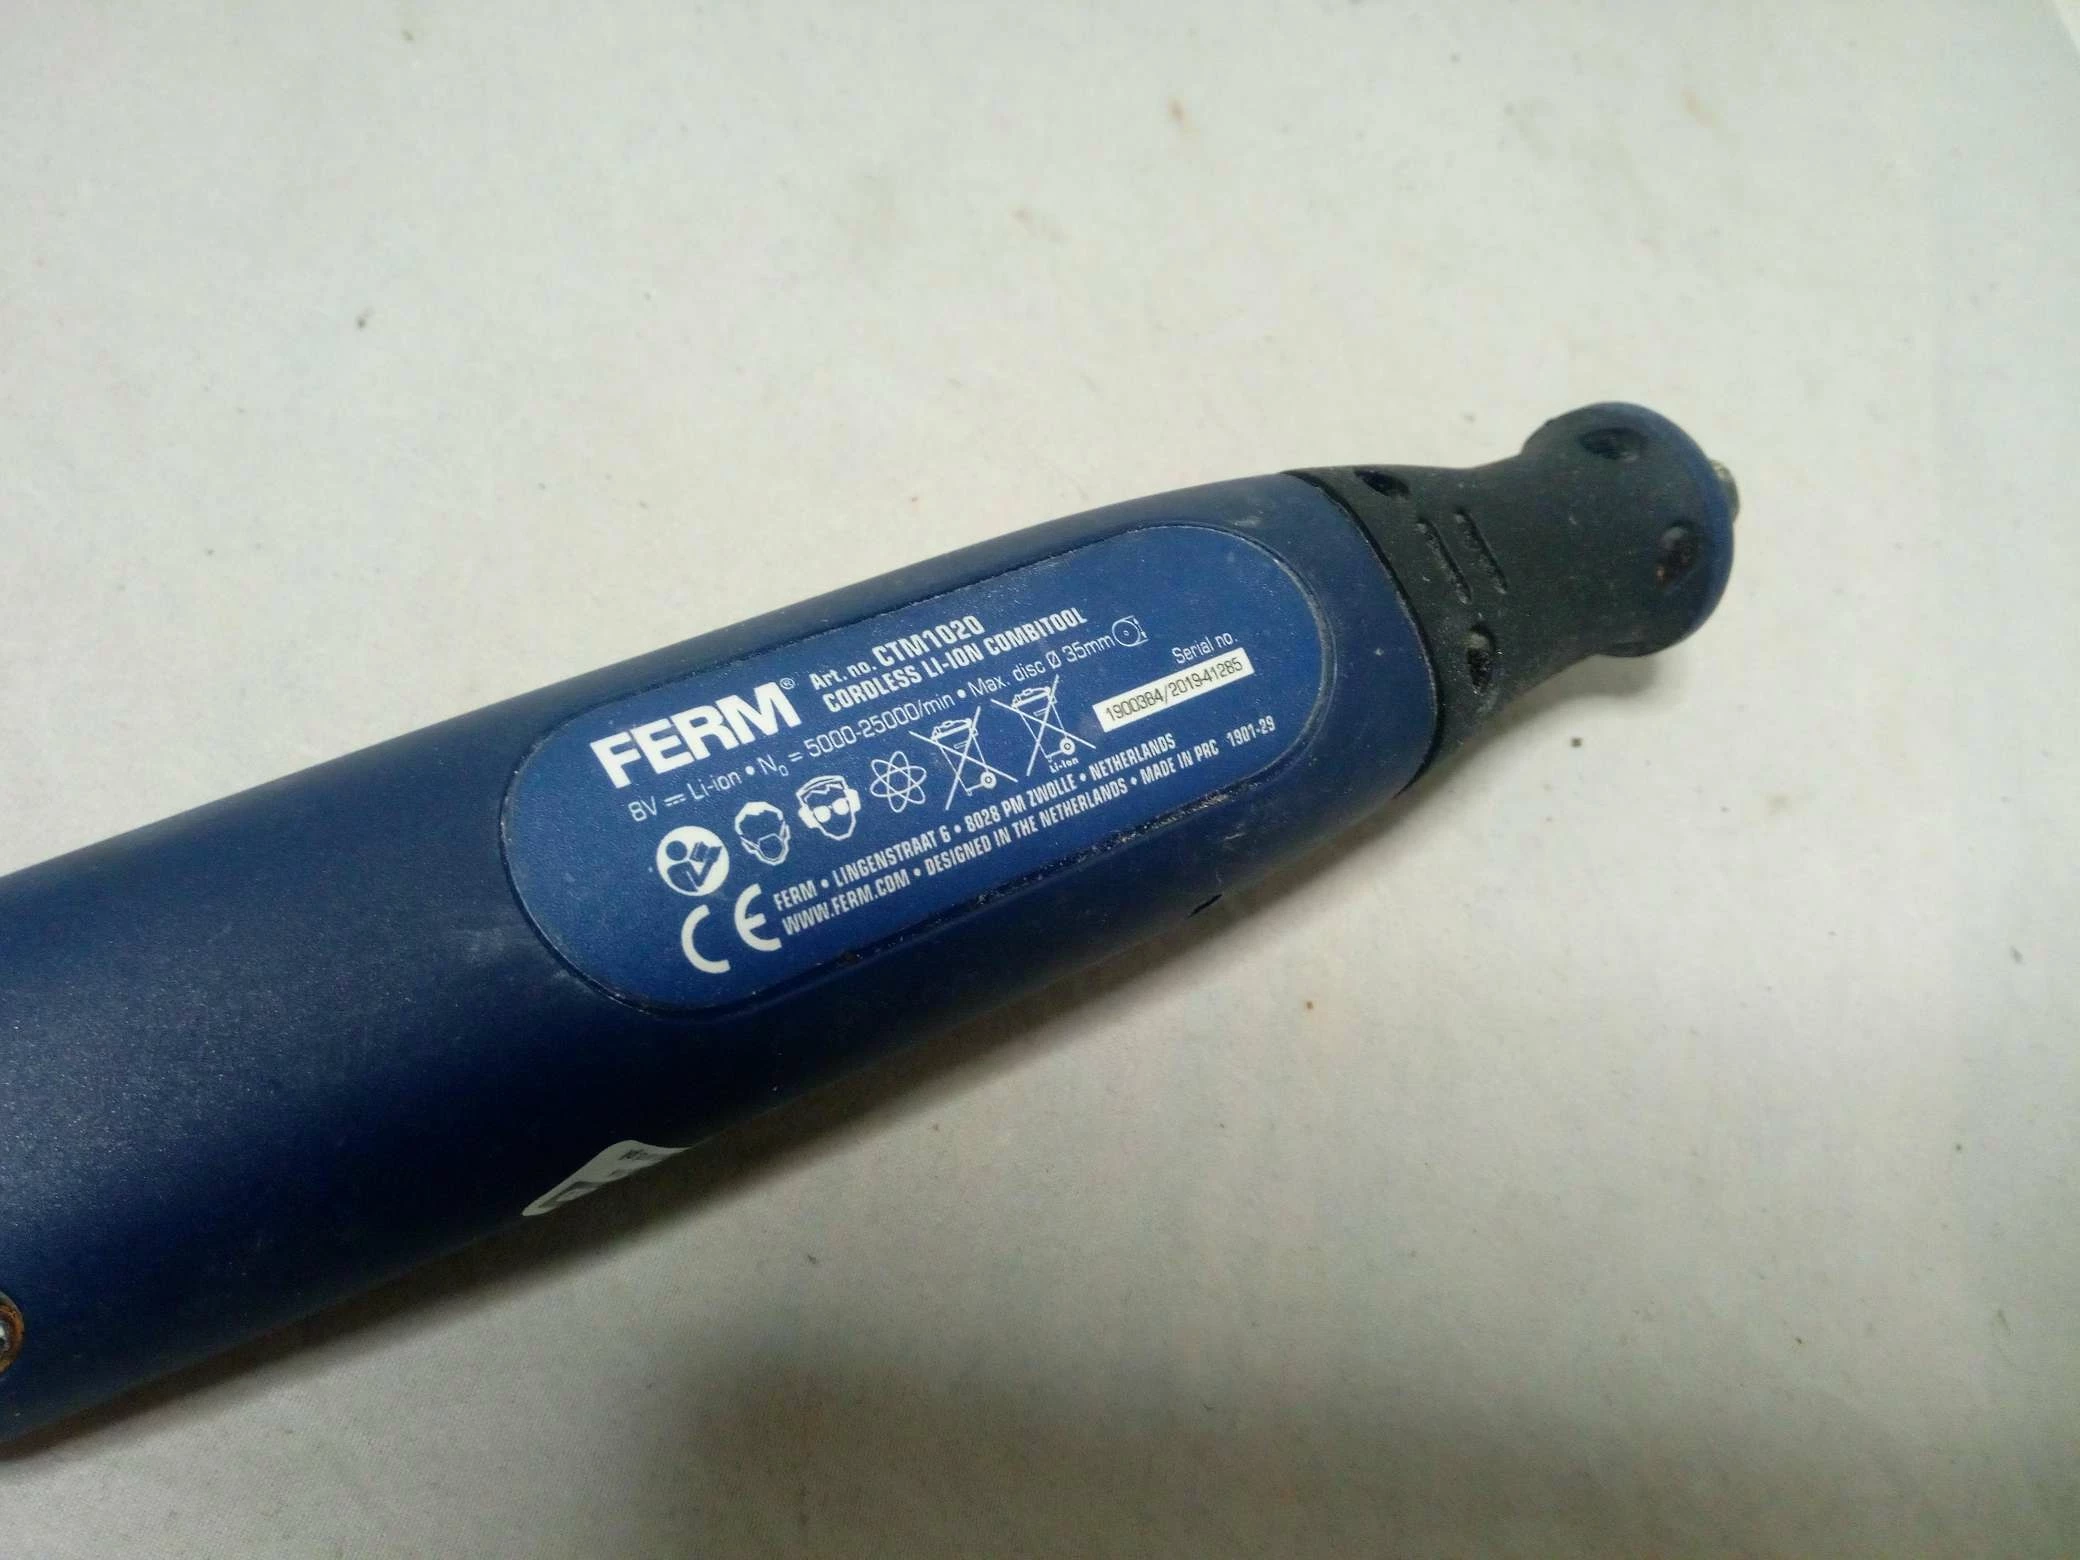 FERM®
Art. no. CTM1020
CORDLESS LI-ION COMBITOOL
8V Li-ion • N₀ = 5000-25000/min • Max. disc Ø 35mm
Serial no.
1900384/201941285
Li-Ion
CE
FERM • LINGENSTRAAT 6 • 8028 PM ZWOLLE • NETHERLANDS
WWW.FERM.COM • DESIGNED IN THE NETHERLANDS • MADE IN PRC 1901-29